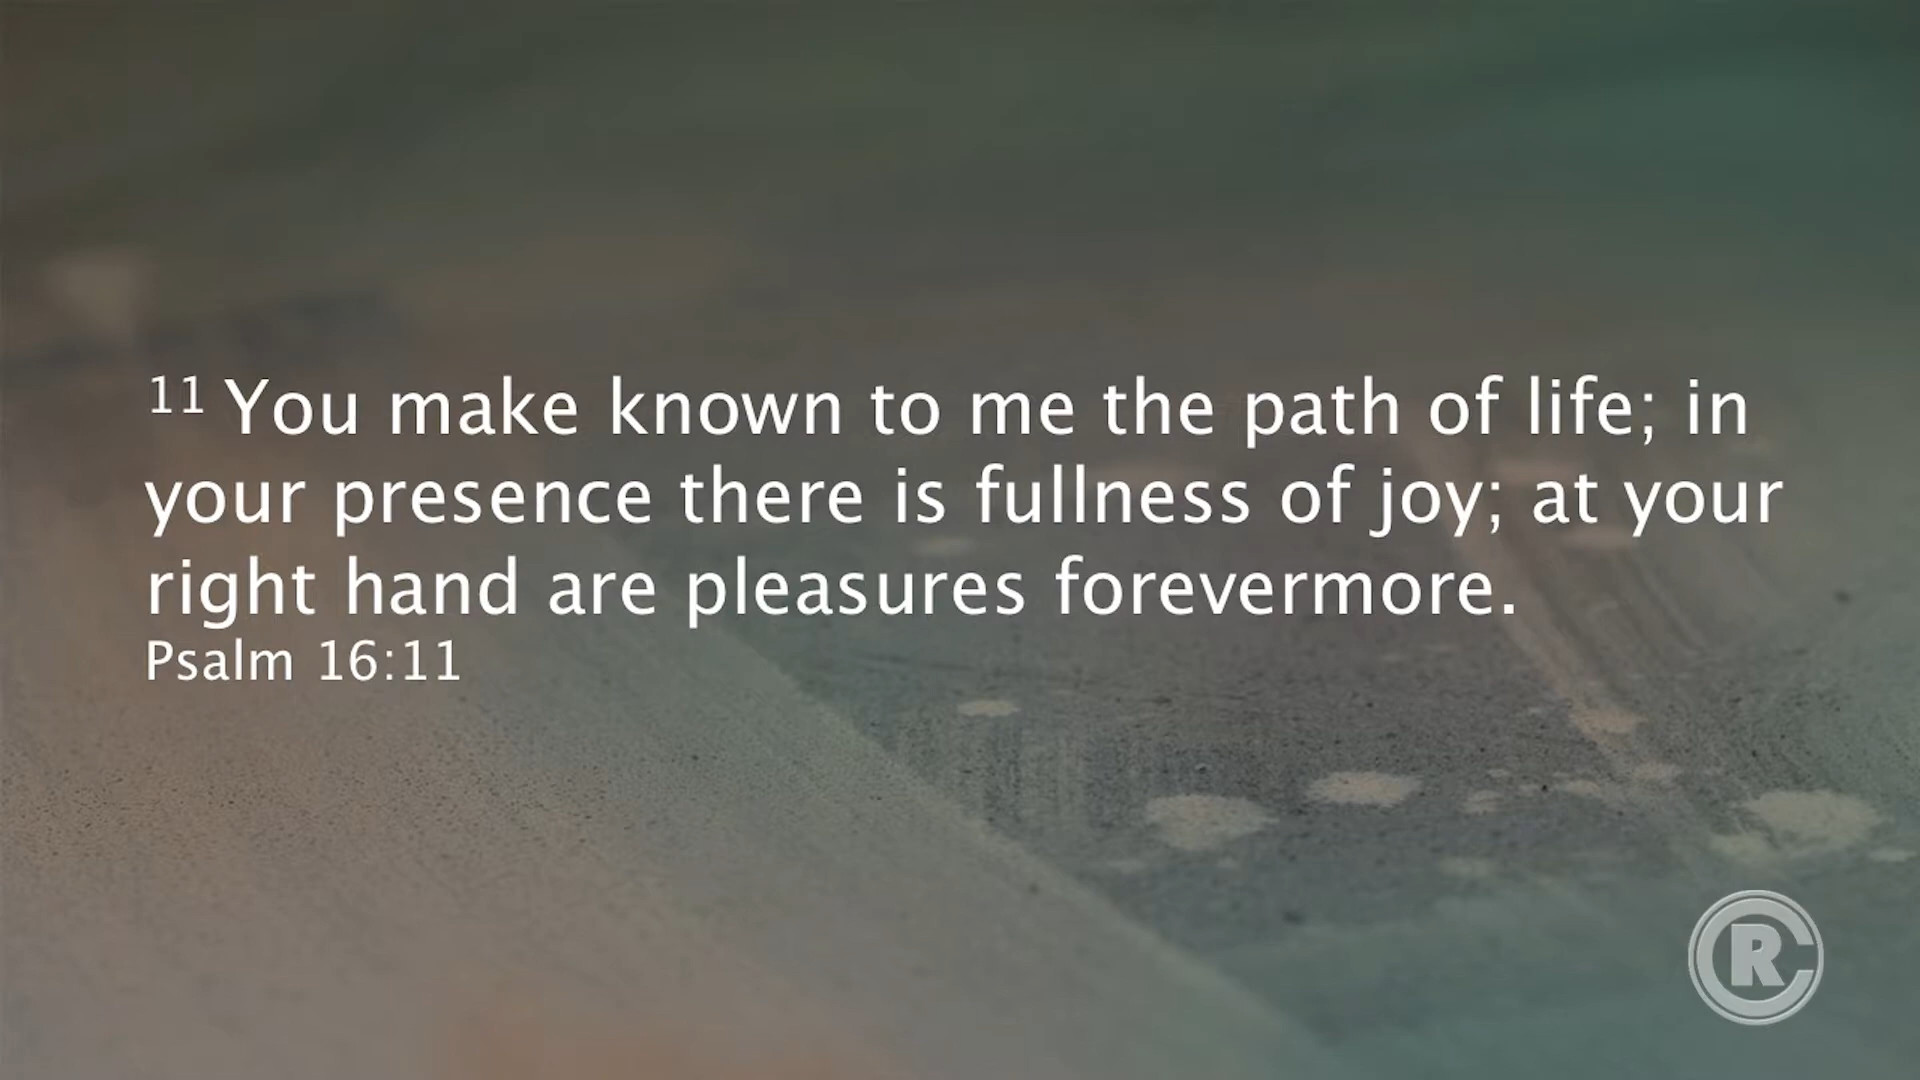 11 You make known to me the path of life; in
your presence there is fullness of joy; at your
right hand are pleasures forevermore.
Psalm 16:11
RC